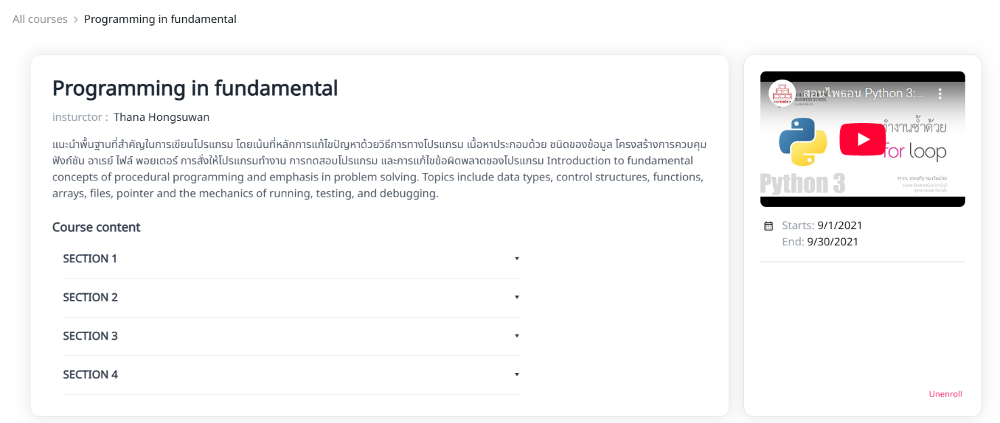 All courses > Programming in fundamental
Programming in fundamental
insturctor : Thana Hongsuwan
แนะนำพื้นฐานที่สำคัญในการเขียนโปรแกรม โดยเน้นที่หลักการแก้ไขปัญหาด้วยวิธีการทางโปรแกรม เนื้อหาประกอบด้วย ชนิดของข้อมูล โครงสร้างการควบคุม
ฟังก์ชัน อาเรย์ ไฟล์ พอยเตอร์ การสั่งให้โปรแกรมทำงาน การทดสอบโปรแกรม และการแก้ไขข้อผิดพลาดของโปรแกรม Introduction to fundamental
concepts of procedural programming and emphasis in problem solving. Topics include data types, control structures, functions,
arrays, files, pointer and the mechanics of running, testing, and debugging.
Course content
SECTION 1
SECTION 2
SECTION 3
SECTION 4
สอนไพธอน Python 3:...
<create>
BUSINESS SCHOOL
ทำงานซ้ำด้วย
for loop
Python 3
Starts: 9/1/2021
End: 9/30/2021
Unenroll